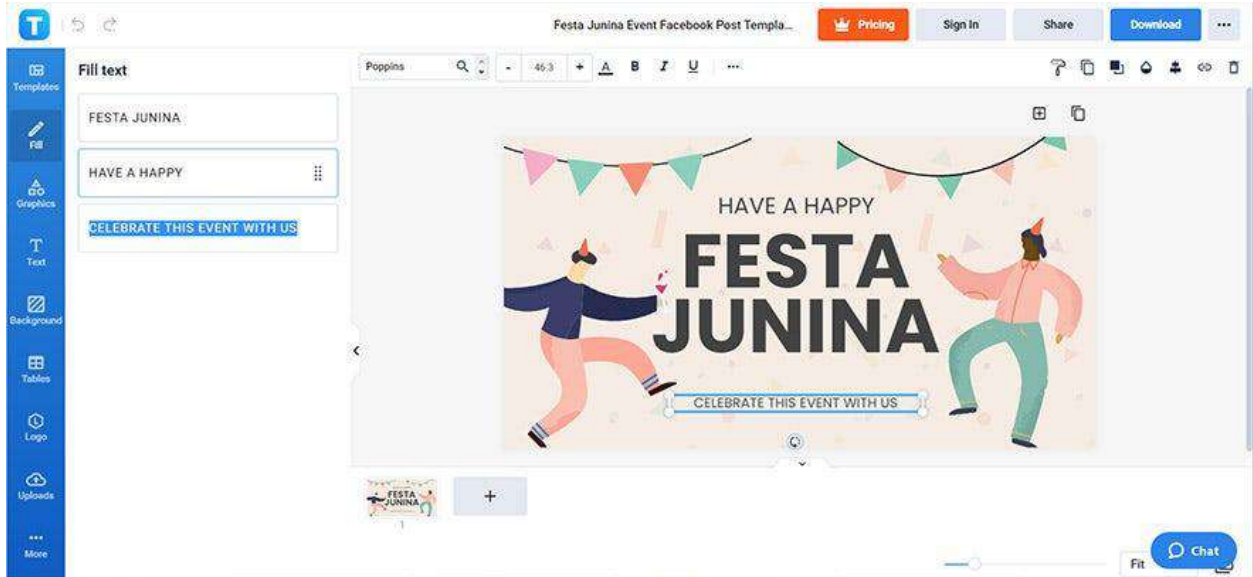 T
Festa Junina Event Facebook Post Templa...
Pricing
Sign In
Share
Download
Templates
Fill
Graphics
Text
Background
Tables
Logo
Uploads
More
Fill text
FESTA JUNINA
HAVE A HAPPY
CELEBRATE THIS EVENT WITH US
Poppins
- 46.3 + A B I U
HAVE A HAPPY
FESTA
JUNINA
CELEBRATE THIS EVENT WITH US
FESTA
JUNINA
+
1
Fit
Chat